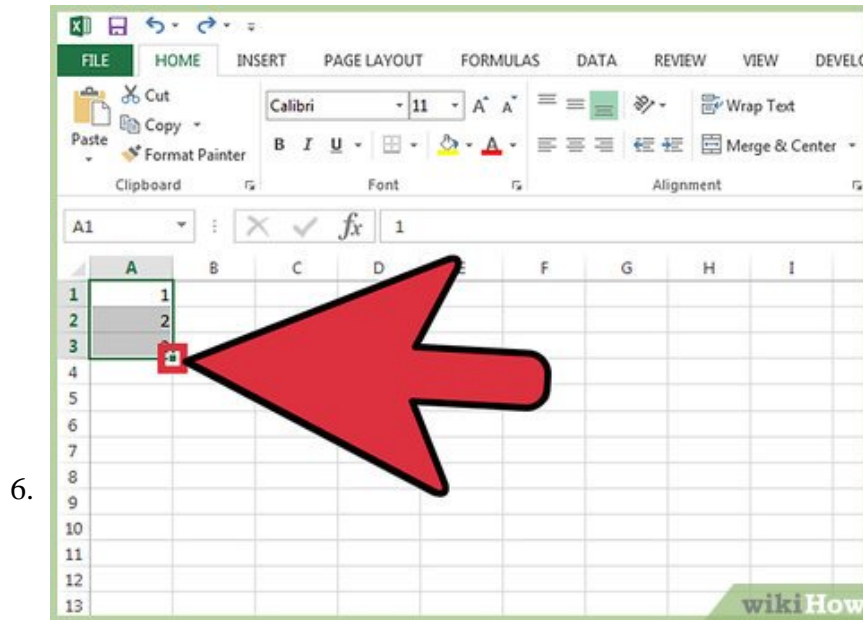 FILE HOME INSERT PAGE LAYOUT FORMULAS DATA REVIEW VIEW DEVELO
Cut
Copy
Format Painter
Paste
Calibri 11 A A
B I U A
Wrap Text
Merge & Center
Clipboard Font Alignment
A1 fx 1
A B C D E F G H I
1 1
2 2
3
4
5
6
7
8
6.
9
10
11
12
13
wikiHow